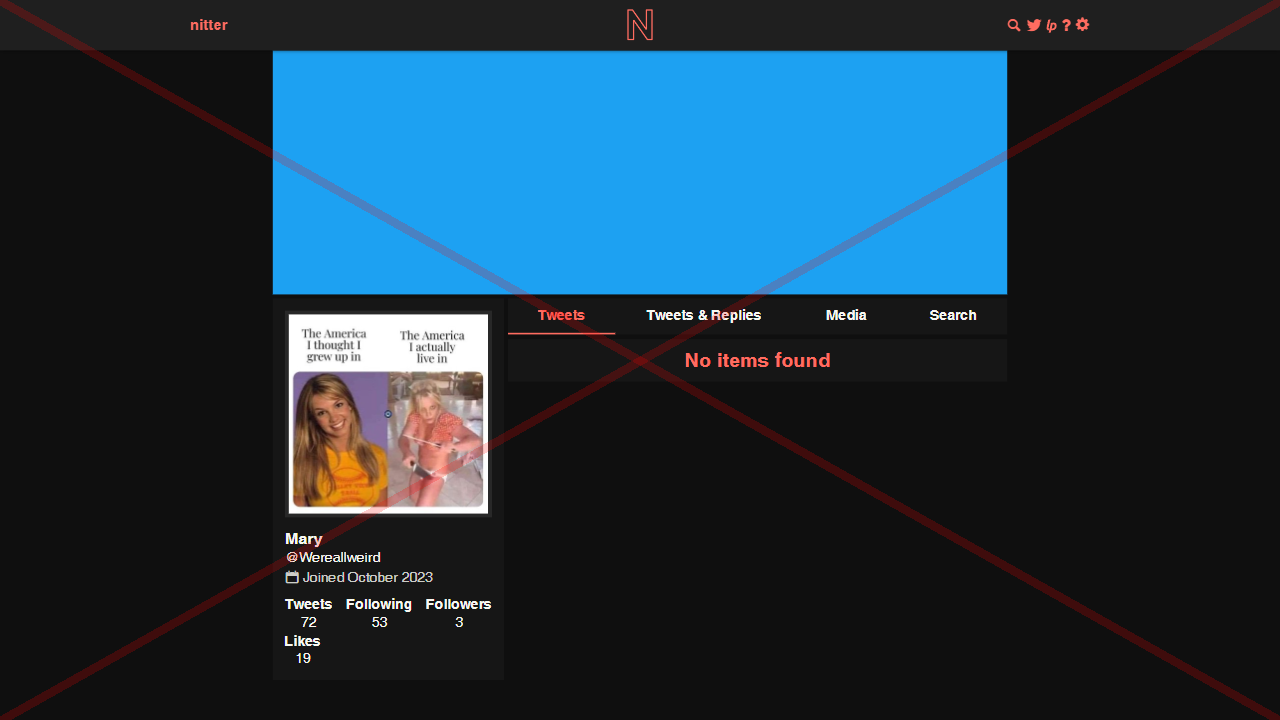 nitter
N
lp ?
Tweets
Tweets & Replies
Media
Search
No items found
The America
I thought I
grew up in
The America
I actually
live in
Mary
@Wereallweird
Joined October 2023
Tweets Following Followers
72 53 3
Likes
19